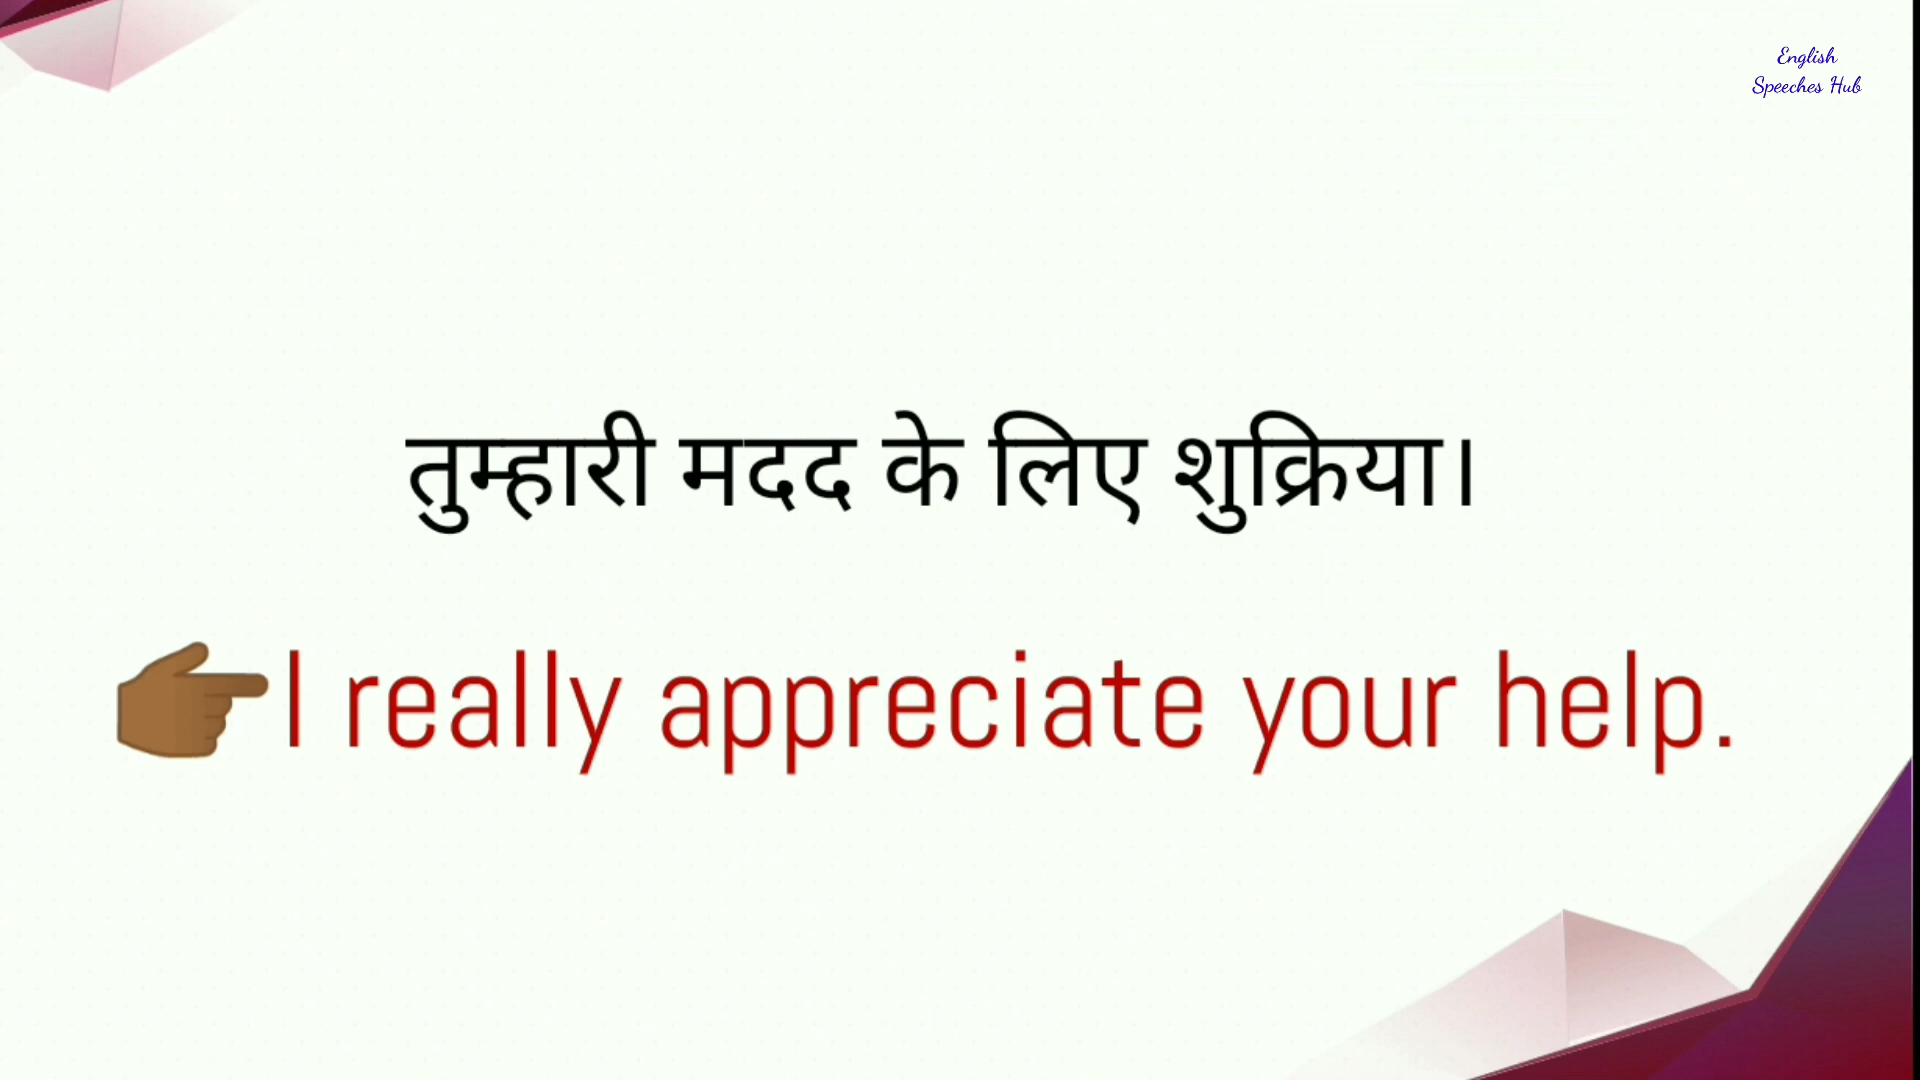 English
Speeches Hub
तुम्हारी मदद के लिए शुक्रिया।
👉🏾I really appreciate your help.